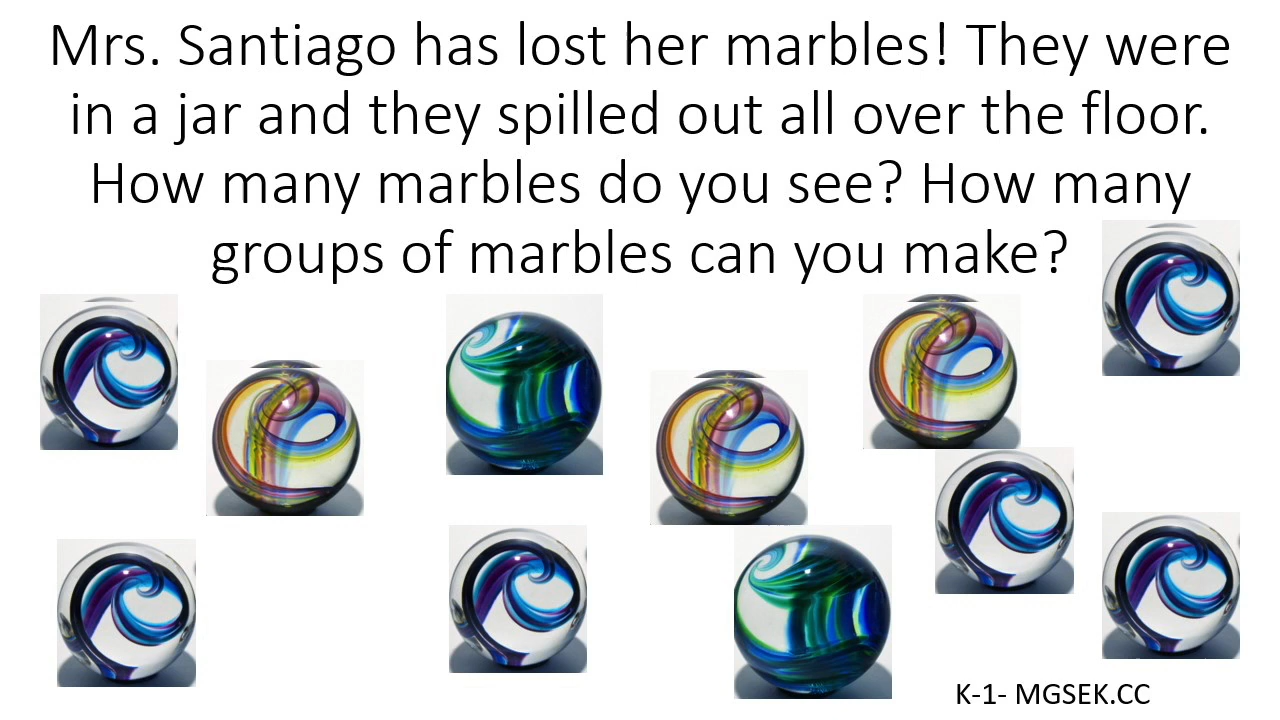 Mrs. Santiago has lost her marbles! They were
in a jar and they spilled out all over the floor.
How many marbles do you see? How many
groups of marbles can you make?
K-1- MGSEK.CC